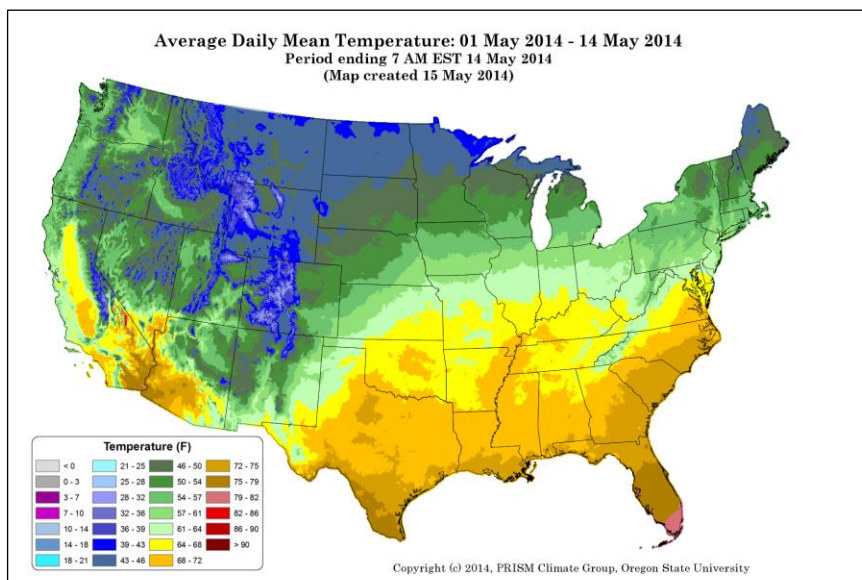 Average Daily Mean Temperature: 01 May 2014 - 14 May 2014
Period ending 7 AM EST 14 May 2014
(Map created 15 May 2014)
Temperature (F)
< 0
0 - 3
3 - 7
7 - 10
10 - 14
14 - 18
18 - 21
21 - 25
25 - 28
28 - 32
32 - 36
36 - 39
39 - 43
43 - 46
46 - 50
50 - 54
54 - 57
57 - 61
61 - 64
64 - 68
68 - 72
72 - 75
75 - 79
79 - 82
82 - 86
86 - 90
> 90
Copyright (c) 2014, PRISM Climate Group, Oregon State University